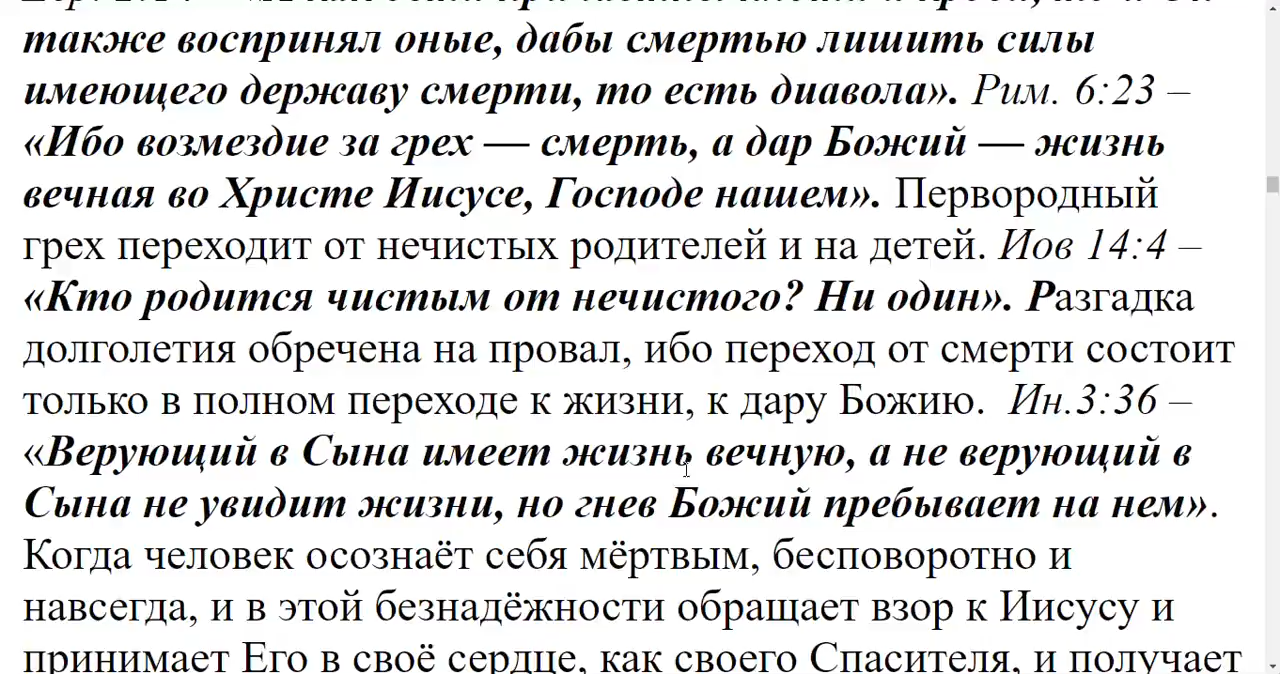 также воспринял оные, дабы смертью лишить силы
имеющего державу смерти, то есть диавола». Рим. 6:23 –
«Ибо возмездие за грех — смерть, а дар Божий — жизнь
вечная во Христе Иисусе, Господе нашем». Первородный
грех переходит от нечистых родителей и на детей. Иов 14:4 –
«Кто родится чистым от нечистого? Ни один». Разгадка
долголетия обречена на провал, ибо переход от смерти состоит
только в полном переходе к жизни, к дару Божию.  Ин.3:36 –
«Верующий в Сына имеет жизнь вечную, а не верующий в
Сына не увидит жизни, но гнев Божий пребывает на нем».
Когда человек осознаёт себя мёртвым, бесповоротно и
навсегда, и в этой безнадёжности обращает взор к Иисусу и
принимает Его в своё сердце, как своего Спасителя, и получает